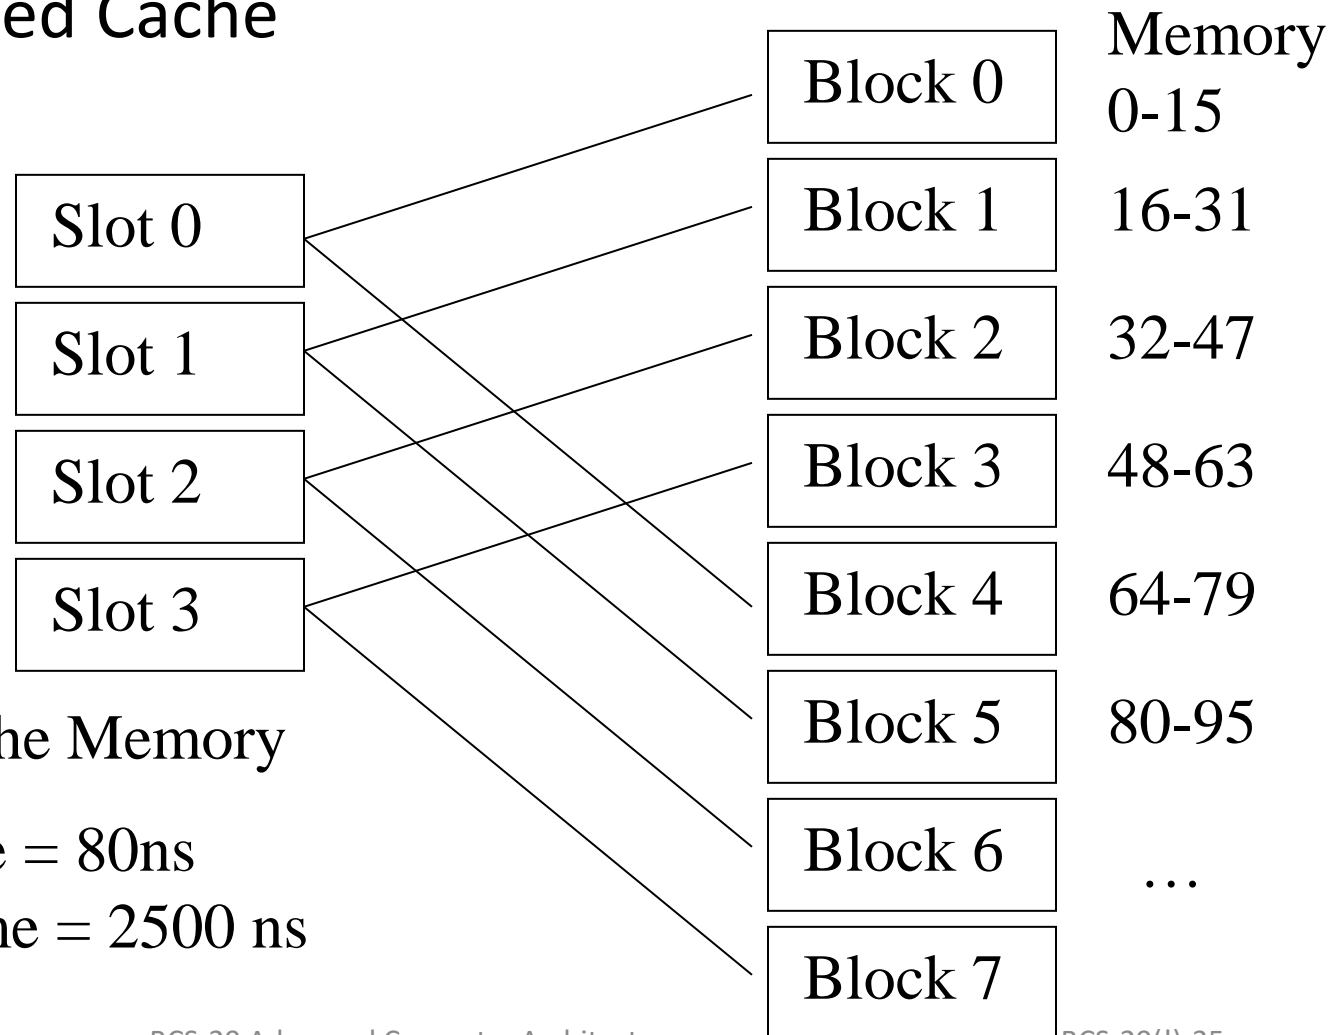 ed Cache
Slot 0
Slot 1
Slot 2
Slot 3
he Memory
e = 80ns
ne = 2500 ns
Block 0
Block 1
Block 2
Block 3
Block 4
Block 5
Block 6
Block 7
Memory
0-15
16-31
32-47
48-63
64-79
80-95
…